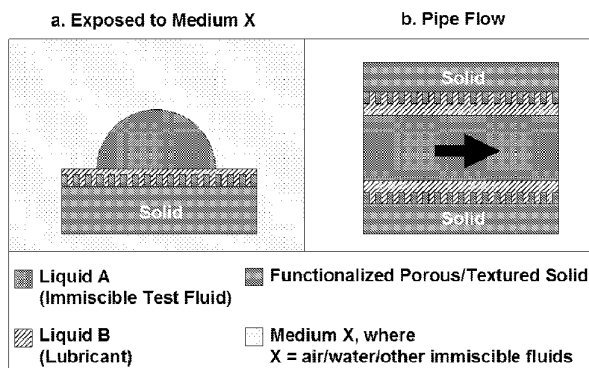 a. Exposed to Medium X
b. Pipe Flow
Solid
Solid
Solid
Liquid A
(Immiscible Test Fluid)
Functionalized Porous/Textured Solid
Liquid B
(Lubricant)
Medium X, where
X = air/water/other immiscible fluids